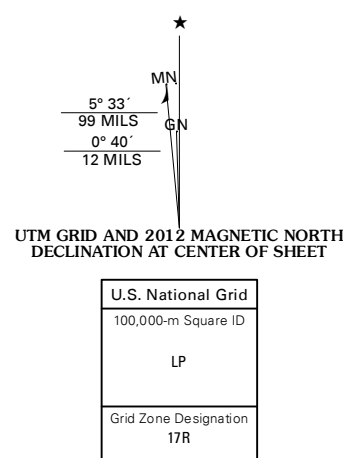 MN
5° 33´
99 MILS
GN
0° 40´
12 MILS
UTM GRID AND 2012 MAGNETIC NORTH
DECLINATION AT CENTER OF SHEET
U.S. National Grid
100,000-m Square ID
LP
Grid Zone Designation
17R